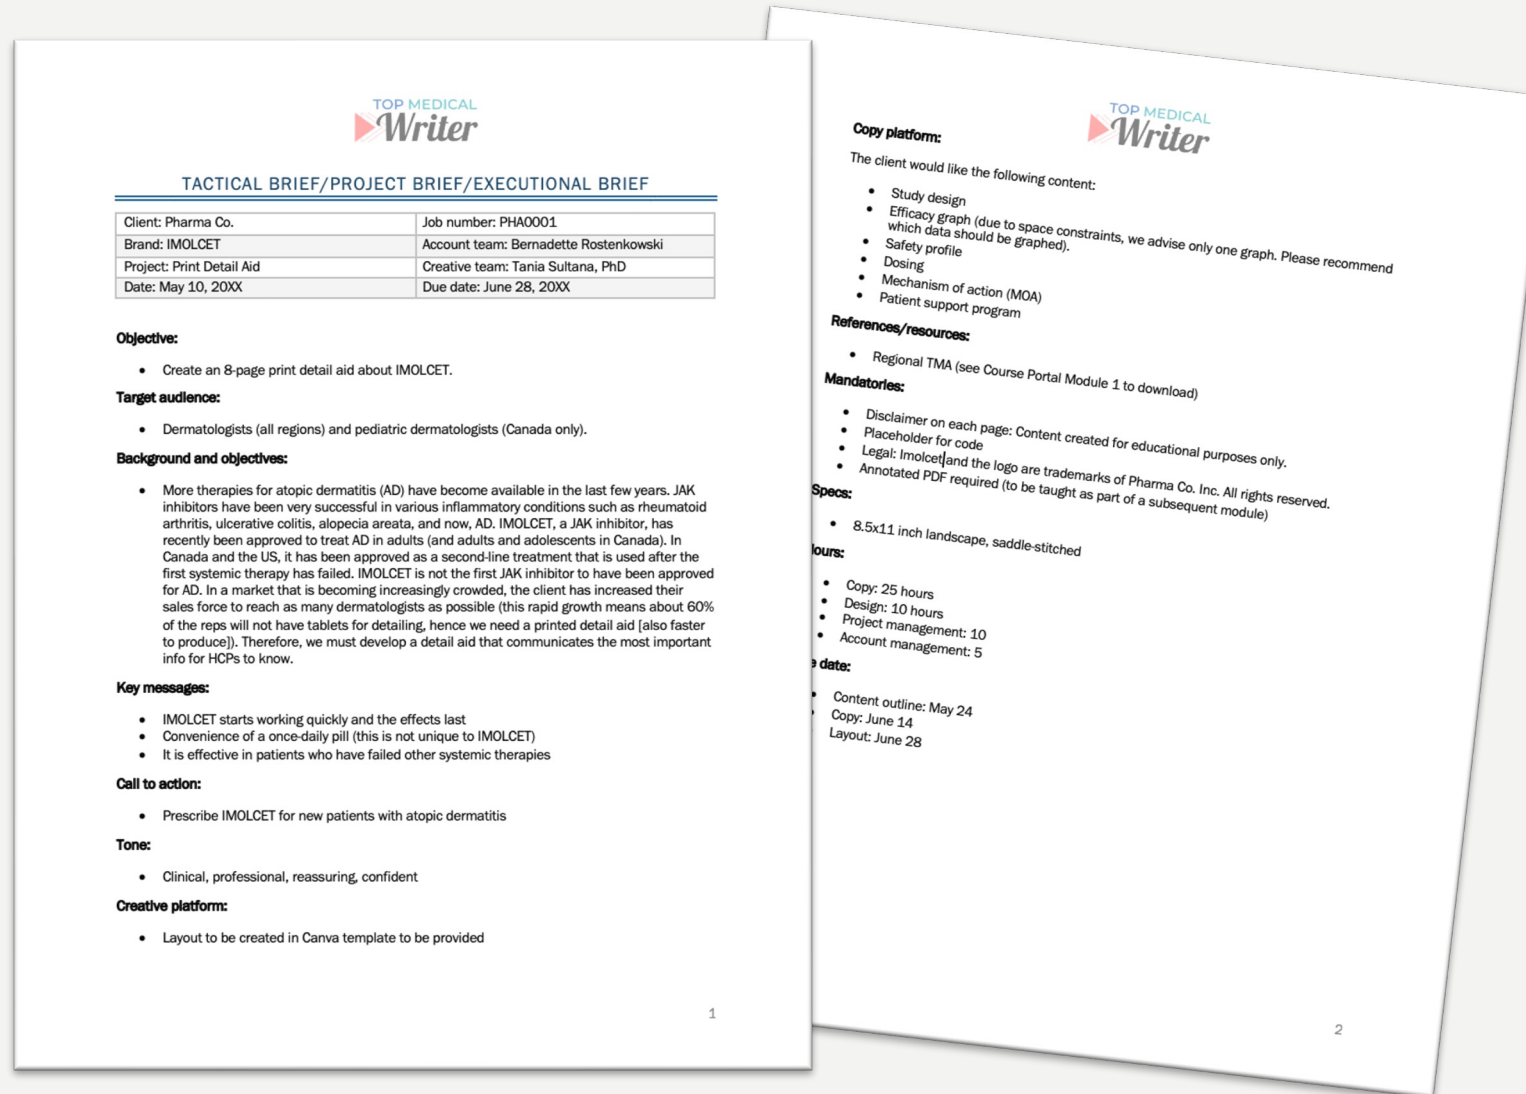 TOP MEDICAL
Writer
TACTICAL BRIEF/PROJECT BRIEF/EXECUTIONAL BRIEF
Client: Pharma Co. Job number: PHA0001
Brand: IMOLCET Account team: Bernadette Rostenkowski
Project: Print Detail Aid Creative team: Tania Sultana, PhD
Date: May 10, 20XX Due date: June 28, 20XX
Objective:
• Create an 8-page print detail aid about IMOLCET.
Target audience:
• Dermatologists (all regions) and pediatric dermatologists (Canada only).
Background and objectives:
• More therapies for atopic dermatitis (AD) have become available in the last few years. JAK
inhibitors have been very successful in various inflammatory conditions such as rheumatoid
arthritis, ulcerative colitis, alopecia areata, and now, AD. IMOLCET, a JAK inhibitor, has
recently been approved to treat AD in adults (and adults and adolescents in Canada). In
Canada and the US, it has been approved as a second-line treatment that is used after the
first systemic therapy has failed. IMOLCET is not the first JAK inhibitor to have been approved
for AD. In a market that is becoming increasingly crowded, the client has increased their
sales force to reach as many dermatologists as possible (this rapid growth means about 60%
of the reps will not have tablets for detailing, hence we need a printed detail aid [also faster
to produce]). Therefore, we must develop a detail aid that communicates the most important
info for HCPs to know.
Key messages:
• IMOLCET starts working quickly and the effects last
• Convenience of a once-daily pill (this is not unique to IMOLCET)
• It is effective in patients who have failed other systemic therapies
Call to action:
• Prescribe IMOLCET for new patients with atopic dermatitis
Tone:
• Clinical, professional, reassuring, confident
Creative platform:
• Layout to be created in Canva template to be provided
1
TOP MEDICAL
Writer
Copy platform:
The client would like the following content:
• Study design
• Efficacy graph (due to space constraints, we advise only one graph. Please recommend
which data should be graphed).
• Safety profile
• Dosing
• Mechanism of action (MOA)
• Patient support program
References/resources:
• Regional TMA (see Course Portal Module 1 to download)
Mandatories:
• Disclaimer on each page: Content created for educational purposes only.
• Placeholder for code
• Legal: Imolcet and the logo are trademarks of Pharma Co. Inc. All rights reserved.
• Annotated PDF required (to be taught as part of a subsequent module)
Specs:
• 8.5x11 inch landscape, saddle-stitched
ours:
• Copy: 25 hours
• Design: 10 hours
• Project management: 10
• Account management: 5
e date:
• Content outline: May 24
• Copy: June 14
Layout: June 28
2